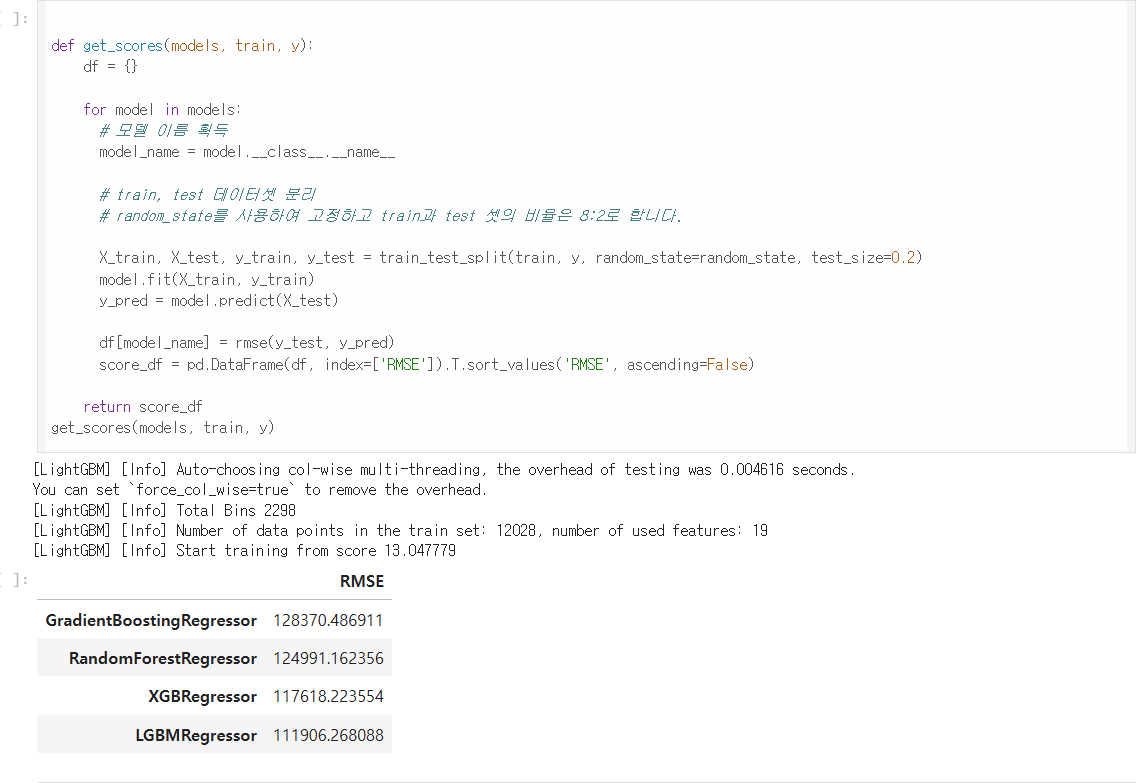 [ ]:
def get_scores(models, train, y):
    df = {}
    for model in models:
      # 모델 이름 획득
      model_name = model.__class__.__name__
      # train, test 데이터셋 분리
      # random_state를 사용하여 고정하고 train과 test 셋의 비율은 8:2로 합니다.
      X_train, X_test, y_train, y_test = train_test_split(train, y, random_state=random_state, test_size=0.2)
      model.fit(X_train, y_train)
      y_pred = model.predict(X_test)
      df[model_name] = rmse(y_test, y_pred)
      score_df = pd.DataFrame(df, index=['RMSE']).T.sort_values('RMSE', ascending=False)
    return score_df
get_scores(models, train, y)
[LightGBM] [Info] Auto-choosing col-wise multi-threading, the overhead of testing was 0.004616 seconds.
You can set `force_col_wise=true` to remove the overhead.
[LightGBM] [Info] Total Bins 2298
[LightGBM] [Info] Number of data points in the train set: 12028, number of used features: 19
[LightGBM] [Info] Start training from score 13.047779
[ ]:
RMSE
GradientBoostingRegressor 128370.486911
RandomForestRegressor 124991.162356
XGBRegressor 117618.223554
LGBMRegressor 111906.268088